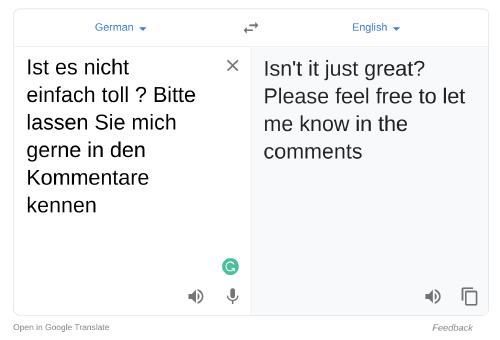 German
English
Ist es nicht
einfach toll ? Bitte
lassen Sie mich
gerne in den
Kommentare
kennen
Isn't it just great?
Please feel free to let
me know in the
comments
Open in Google Translate
Feedback